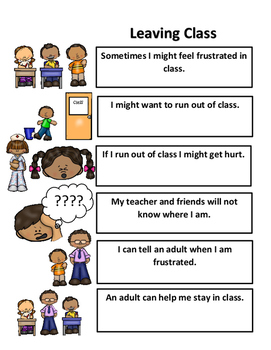 Leaving Class
Sometimes I might feel frustrated in
class.
I might want to run out of class.
If I run out of class I might get hurt.
????
My teacher and friends will not
know where I am.
I can tell an adult when I am
frustrated.
An adult can help me stay in class.